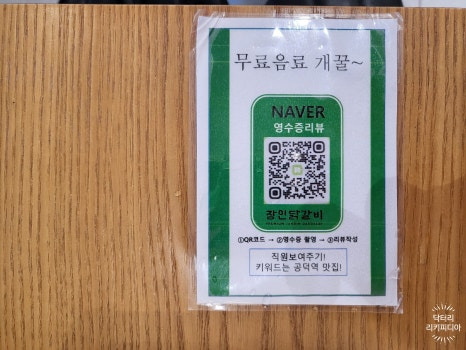 무료음료 개꿀~
NAVER
영수증리뷰
장인닭갈비
①QR코드 → ②영수증 촬영 → ③리뷰작성
직원보여주기!
키워드는 공덕역 맛집!
닥터리
리키피디아